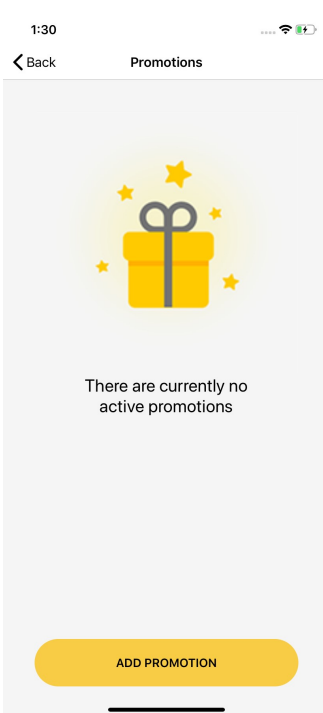 1:30
Back
Promotions
There are currently no
active promotions
ADD PROMOTION